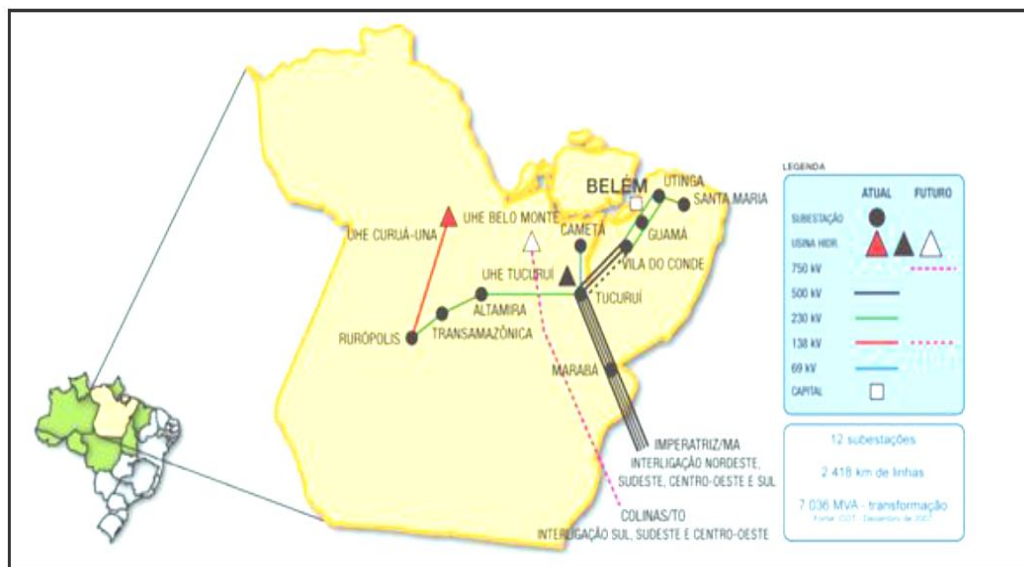 BELÉM
UTINGA
SANTA MARIA
UHE BELO MONTE
UHE CURUÁ-UNA
CAMETÁ
GUAMÁ
VILA DO CONDE
UHE TUCURUÍ
TUCURUÍ
ALTAMIRA
TRANSAMAZÔNICA
RURÓPOLIS
MARABÁ
IMPERATRIZ/MA
INTERLIGAÇÃO NORDESTE,
SUDESTE, CENTRO-OESTE E SUL
COLINAS/TO
INTERLIGAÇÃO SUL, SUDESTE E CENTRO-OESTE
LEGENDA
ATUAL FUTURO
SUBESTAÇÃO
USINA HIDR.
750 kV
500 kV
230 kV
138 kV
69 kV
CAPITAL
12 subestações
2 418 km de linhas
7 036 MVA - transformação
Dezembro de 2007